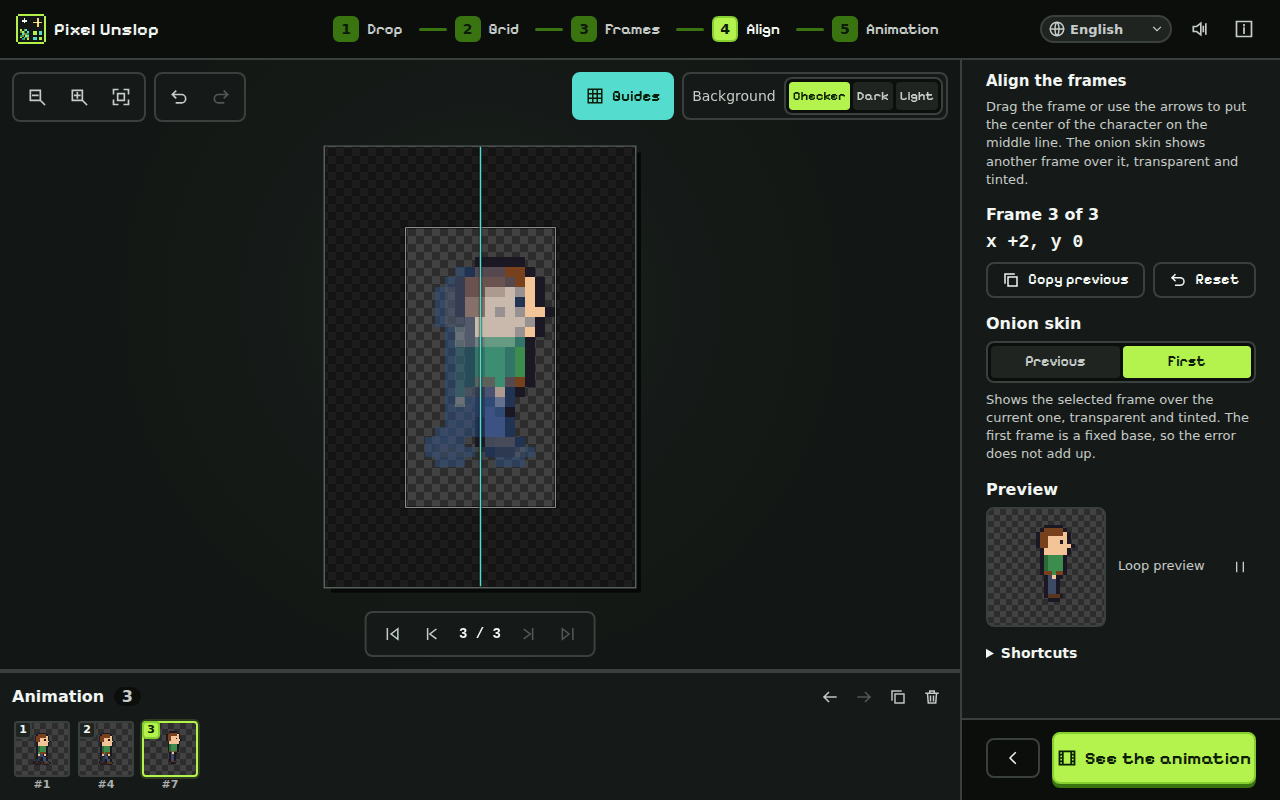 Pixel Unslop
1 Drop
2 Grid
3 Frames
4 Align
5 Animation
English
Guides
Background
Checker
Dark
Light
3 / 3
Align the frames
Drag the frame or use the arrows to put
the center of the character on the
middle line. The onion skin shows
another frame over it, transparent and
tinted.
Frame 3 of 3
x +2, y 0
Copy previous
Reset
Onion skin
Previous
First
Shows the selected frame over the
current one, transparent and tinted. The
first frame is a fixed base, so the error
does not add up.
Preview
Loop preview
Shortcuts
See the animation
Animation 3
1
2
3
#1
#4
#7